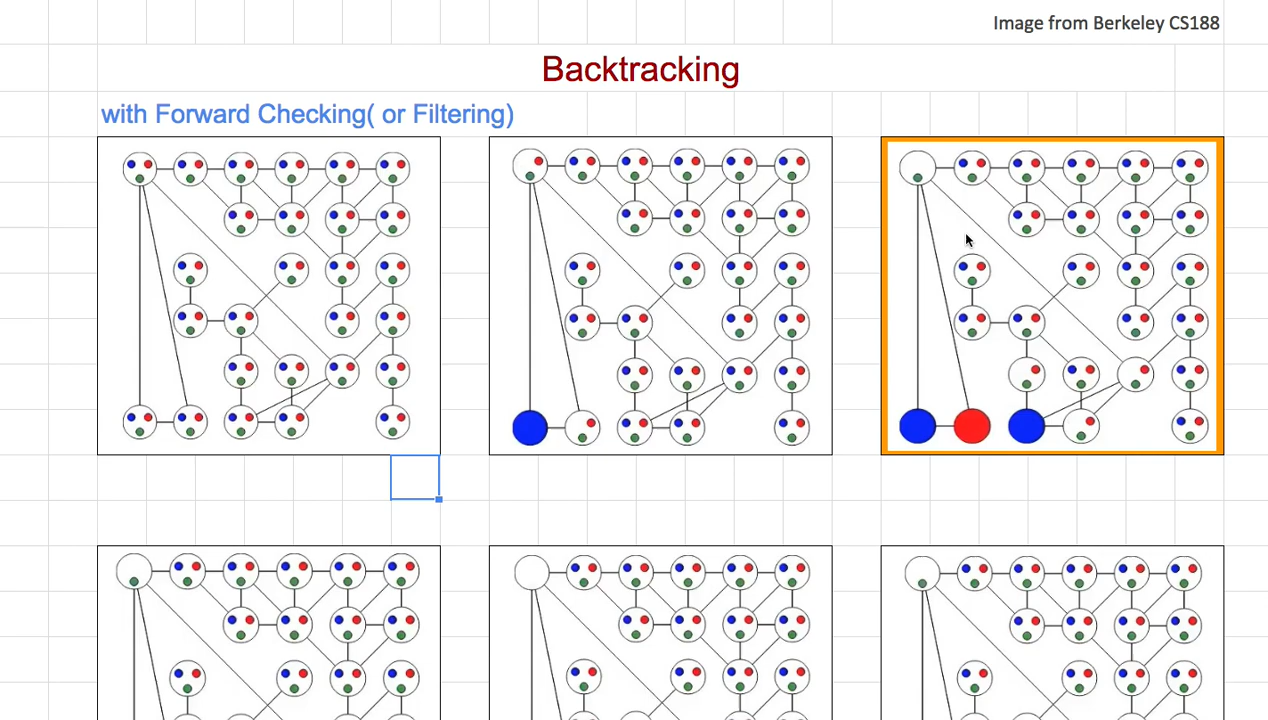 Image from Berkeley CS188
Backtracking
with Forward Checking( or Filtering)